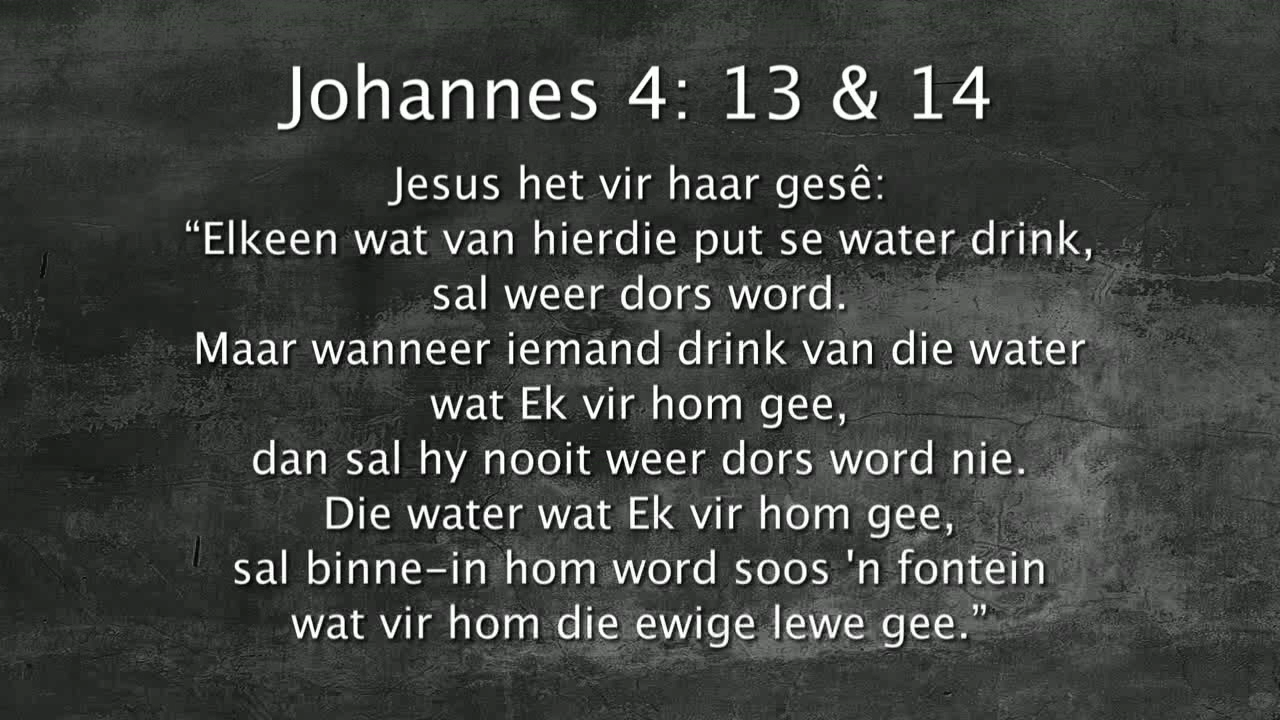 Johannes 4: 13 & 14
Jesus het vir haar gesê:
“Elkeen wat van hierdie put se water drink,
sal weer dors word.
Maar wanneer iemand drink van die water
wat Ek vir hom gee,
dan sal hy nooit weer dors word nie.
Die water wat Ek vir hom gee,
sal binne-in hom word soos 'n fontein
wat vir hom die ewige lewe gee.”